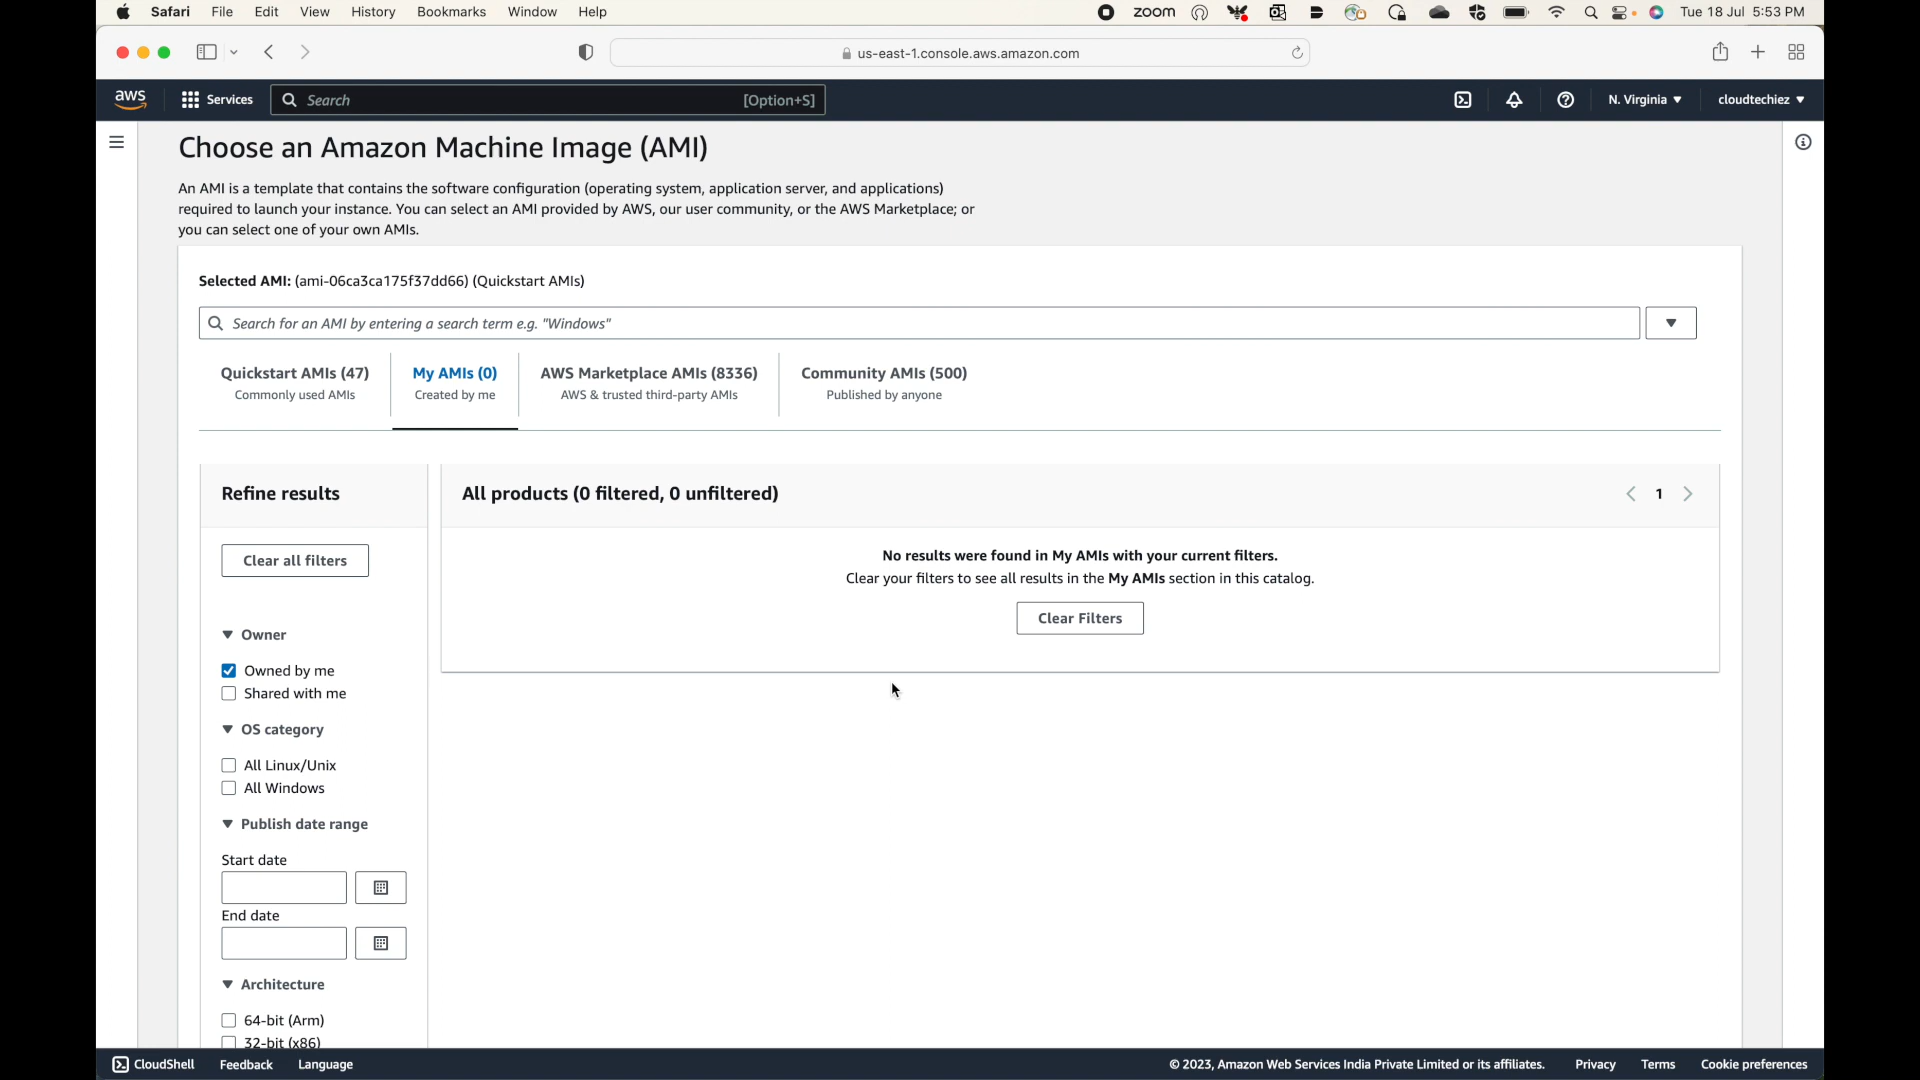 Safari File Edit View History Bookmarks Window Help zoom Tue 18 Jul 5:53 PM
us-east-1.console.aws.amazon.com
aws Services Search [Option+S] N. Virginia cloudtechiez
Choose an Amazon Machine Image (AMI)
An AMI is a template that contains the software configuration (operating system, application server, and applications)
required to launch your instance. You can select an AMI provided by AWS, our user community, or the AWS Marketplace; or
you can select one of your own AMIs.
Selected AMI: (ami-06ca3ca175f37dd66) (Quickstart AMIs)
Search for an AMI by entering a search term e.g. "Windows"
Quickstart AMIs (47) My AMIs (0) AWS Marketplace AMIs (8336) Community AMIs (500)
Commonly used AMIs Created by me AWS & trusted third-party AMIs Published by anyone
Refine results All products (0 filtered, 0 unfiltered) 1
Clear all filters
No results were found in My AMIs with your current filters.
Clear your filters to see all results in the My AMIs section in this catalog.
Clear Filters
Owner
Owned by me
Shared with me
OS category
All Linux/Unix
All Windows
Publish date range
Start date
End date
Architecture
64-bit (Arm)
32-bit (x86)
CloudShell Feedback Language © 2023, Amazon Web Services India Private Limited or its affiliates. Privacy Terms Cookie preferences